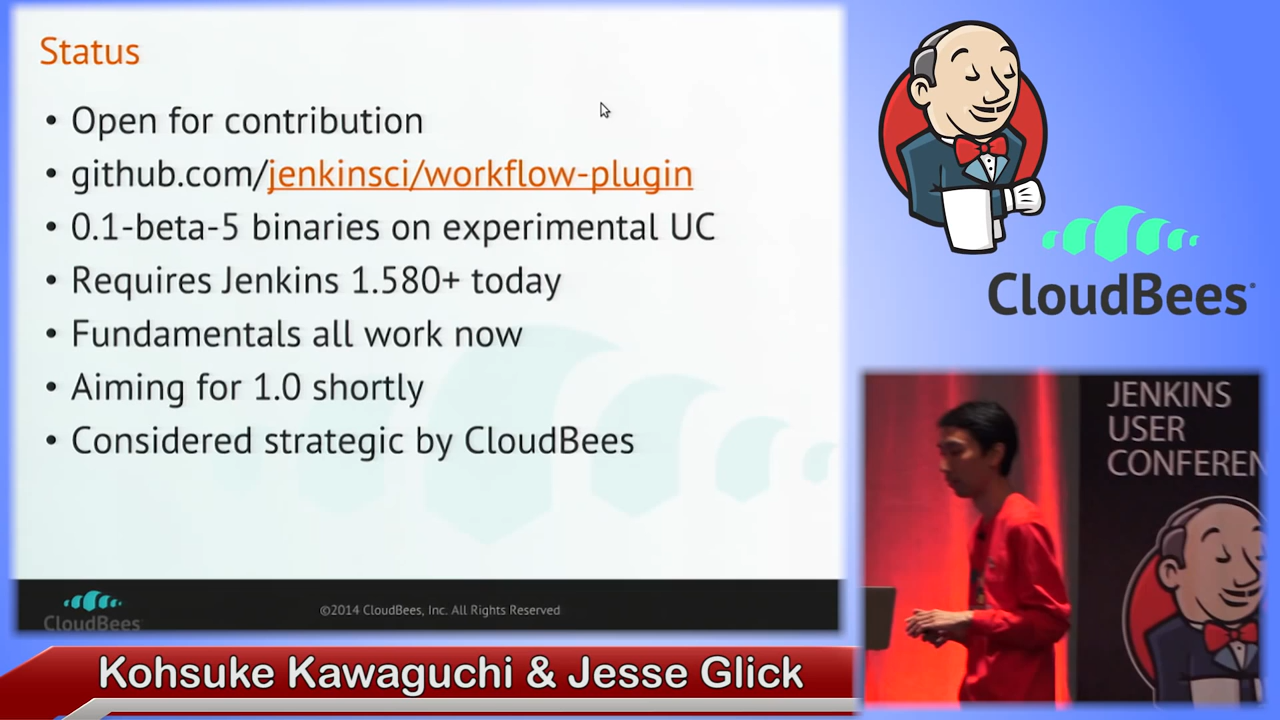 Status
• Open for contribution
• github.com/jenkinsci/workflow-plugin
• 0.1-beta-5 binaries on experimental UC
• Requires Jenkins 1.580+ today
• Fundamentals all work now
• Aiming for 1.0 shortly
• Considered strategic by CloudBees
CloudBees
©2014 CloudBees, Inc. All Rights Reserved
CloudBees
JENKINS
USER
CONFEREN
Kohsuke Kawaguchi & Jesse Glick